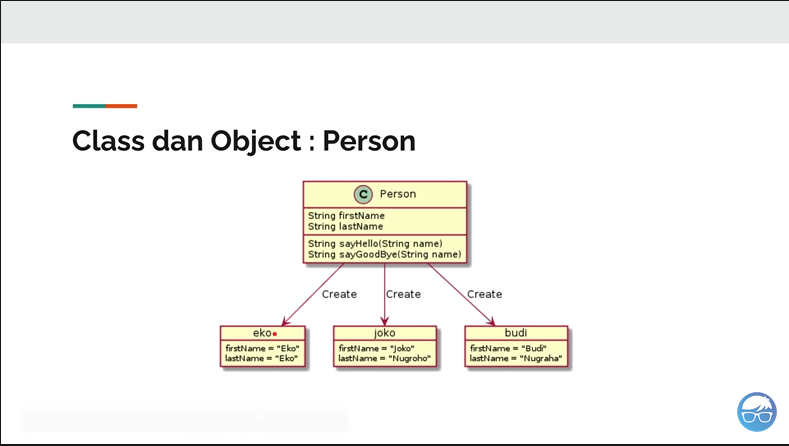 Class dan Object : Person
C Person
String firstName
String lastName
String sayHello(String name)
String sayGoodBye(String name)
Create Create Create
eko joko budi
firstName = "Eko" firstName = "Joko" firstName = "Budi"
lastName = "Eko" lastName = "Nugroho" lastName = "Nugraha"